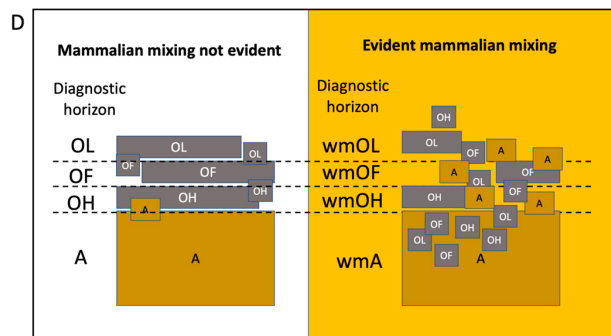 D
Mammalian mixing not evident
Evident mammalian mixing
Diagnostic
horizon
Diagnostic
horizon
OH
OL
OL
OL
wmOL
OL
OF
A
A
OF
OF
OF
wmOF
A
OL
OF
OH
OF
OH
OH
wmOH
OH
A
A
A
OL
A
A
wmA
OF
OH
OL
OH
OF
A